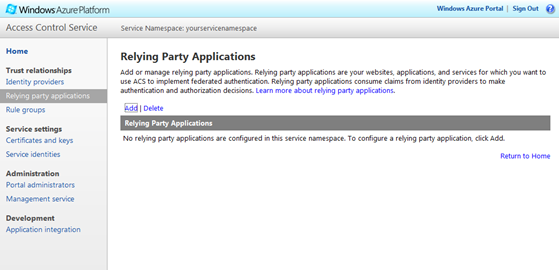 Windows Azure Platform
Windows Azure Portal | Sign Out ?
Access Control Service
Service Namespace: yourservicenamespace
Home
Trust relationships
Identity providers
Relying party applications
Rule groups
Service settings
Certificates and keys
Service identities
Administration
Portal administrators
Management service
Development
Application integration
Relying Party Applications
Add or manage relying party applications. Relying party applications are your websites, applications, and services for which you want to
use ACS to implement federated authentication. Relying party applications consume claims from identity providers to make
authentication and authorization decisions. Learn more about relying party applications.
Add | Delete
Relying Party Applications
No relying party applications are configured in this service namespace. To configure a relying party application, click Add.
Return to Home